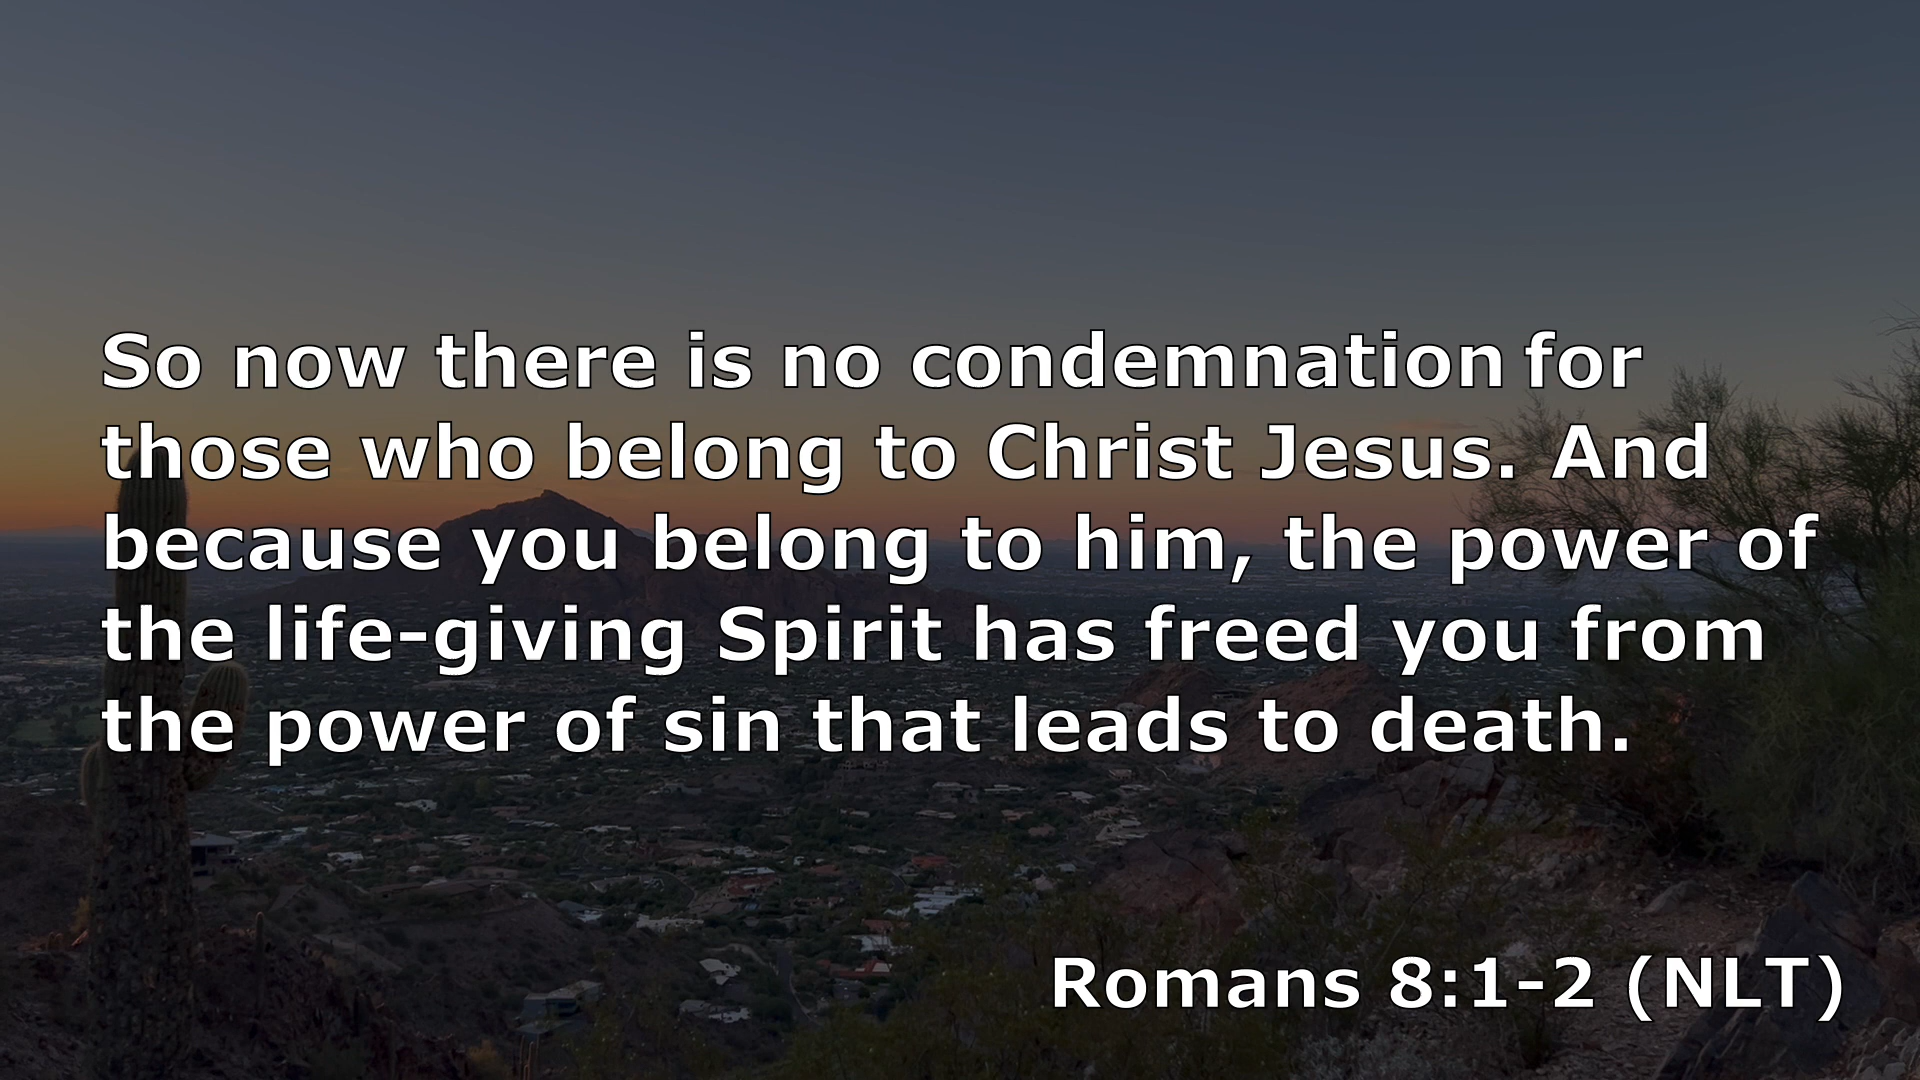 So now there is no condemnation for
those who belong to Christ Jesus. And
because you belong to him, the power of
the life-giving Spirit has freed you from
the power of sin that leads to death.
Romans 8:1-2 (NLT)